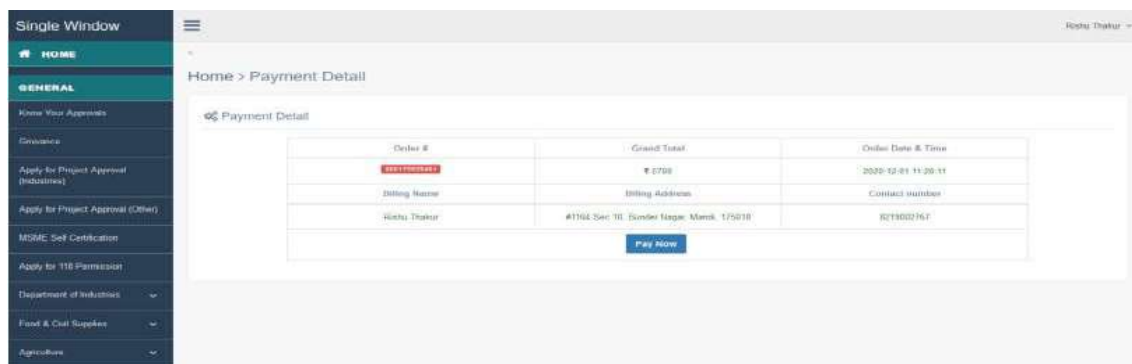 Single Window
Rishu Thakur
HOME
GENERAL
Home > Payment Detail
Know Your Approvals
Payment Detail
Grievance
Order #
Grand Total
Order Date & Time
Apply for Project Approval
(Industries)
2020-12-01 11:20:11
Billing Name
Billing Address
Contact number
Apply for Project Approval (Other)
Rishu Thakur
Sunder Nagar, Mandi, 175018
8219002767
MSME Self Certification
Pay Now
Apply for 118 Permission
Department of Industries
Food & Civil Supplies
Agriculture